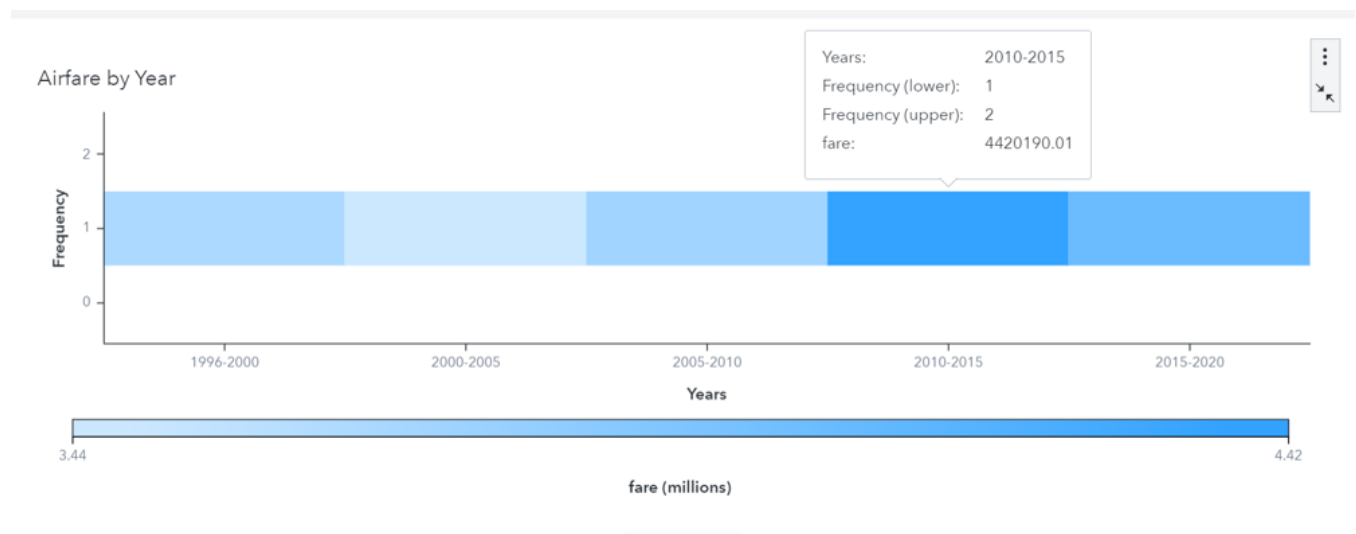 Airfare by Year
Years: 2010-2015
Frequency (lower): 1
Frequency (upper): 2
fare: 4420190.01
Frequency
2
1
0
1996-2000 2000-2005 2005-2010 2010-2015 2015-2020
Years
3.44 4.42
fare (millions)